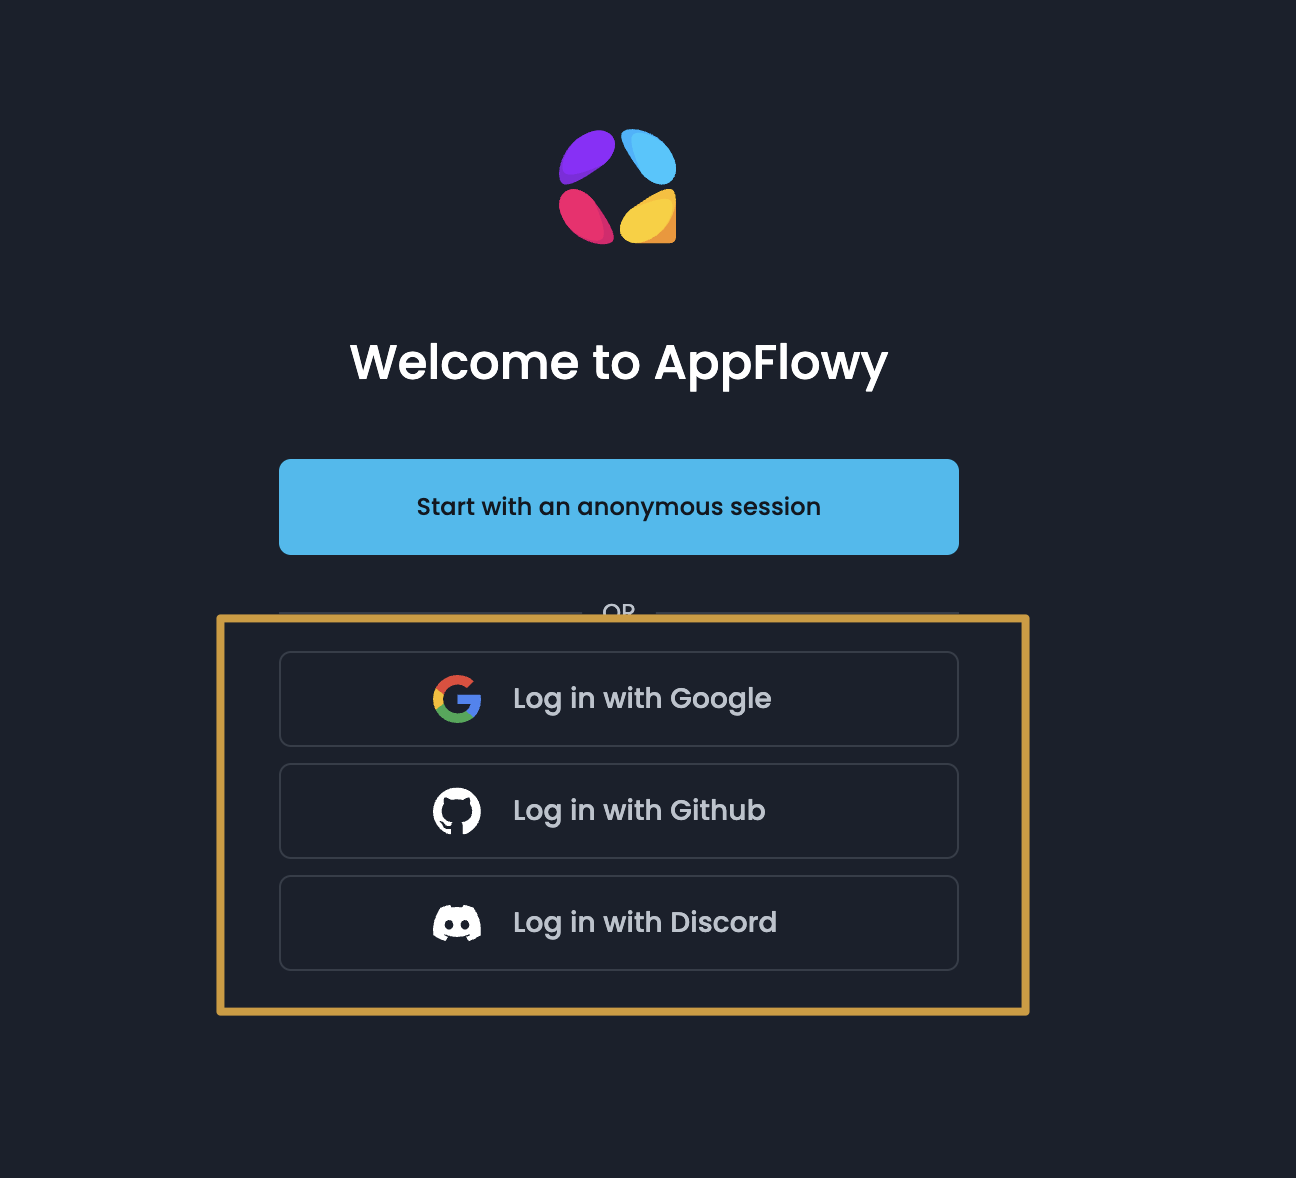 Welcome to AppFlowy
Start with an anonymous session
OR
Log in with Google
Log in with Github
Log in with Discord